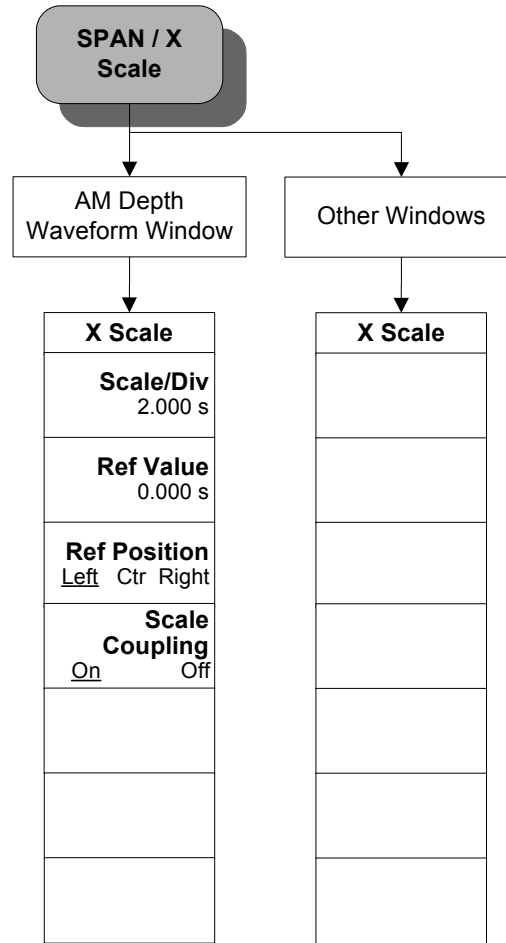 SPAN / X
Scale
AM Depth
Waveform Window
Other Windows
X Scale
Scale/Div
2.000 s
Ref Value
0.000 s
Ref Position
Left Ctr Right
Scale
Coupling
On Off
X Scale